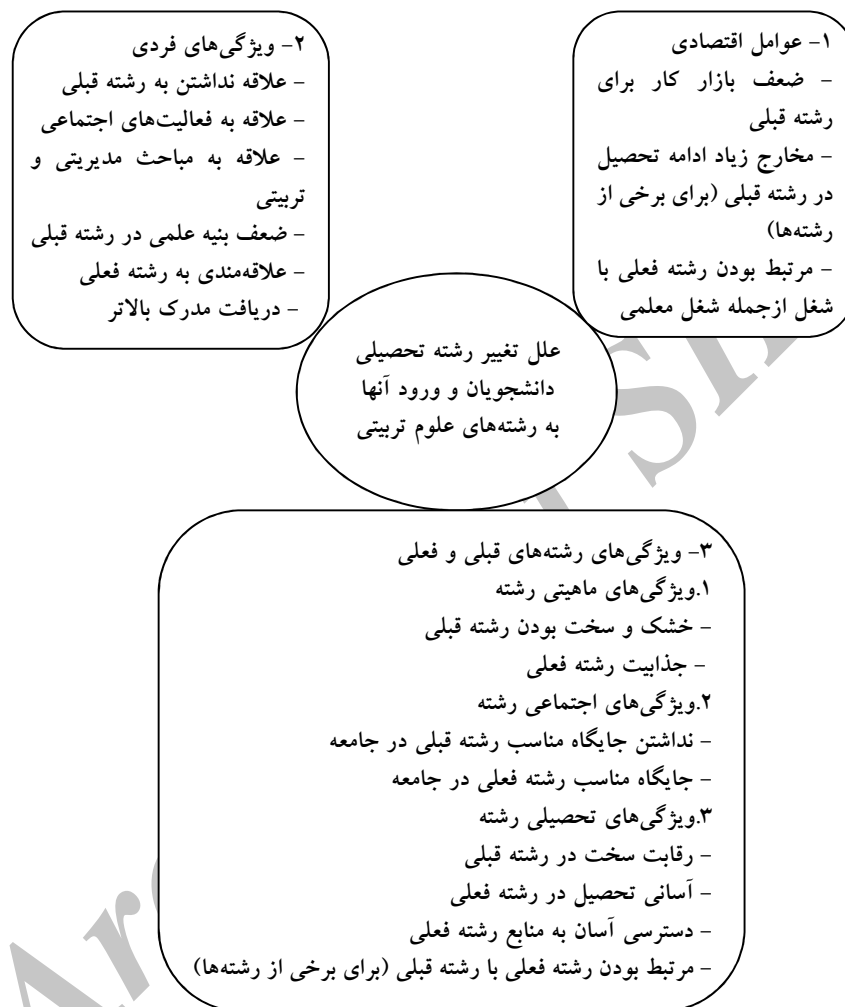 ۱- عوامل اقتصادی
- ضعف بازار کار برای
رشته قبلی
- مخارج زیاد ادامه تحصیل
در رشته قبلی (برای برخی از
رشته‌ها)
- مرتبط بودن رشته فعلی با
شغل ازجمله شغل معلمی
۲- ویژگی‌های فردی
- علاقه نداشتن به رشته قبلی
- علاقه به فعالیت‌های اجتماعی
- علاقه به مباحث مدیریتی و
تربیتی
- ضعف بنیه علمی در رشته قبلی
- علاقه‌مندی به رشته فعلی
- دریافت مدرک بالاتر
علل تغییر رشته تحصیلی
دانشجویان و ورود آنها
به رشته‌های علوم تربیتی
۳- ویژگی‌های رشته‌های قبلی و فعلی
۱.ویژگی‌های ماهیتی رشته
- خشک و سخت بودن رشته قبلی
- جذابیت رشته فعلی
۲.ویژگی‌های اجتماعی رشته
- نداشتن جایگاه مناسب رشته قبلی در جامعه
- جایگاه مناسب رشته فعلی در جامعه
۳.ویژگی‌های تحصیلی رشته
- رقابت سخت در رشته قبلی
- آسانی تحصیل در رشته فعلی
- دسترسی آسان به منابع رشته فعلی
- مرتبط بودن رشته فعلی با رشته قبلی (برای برخی از رشته‌ها)